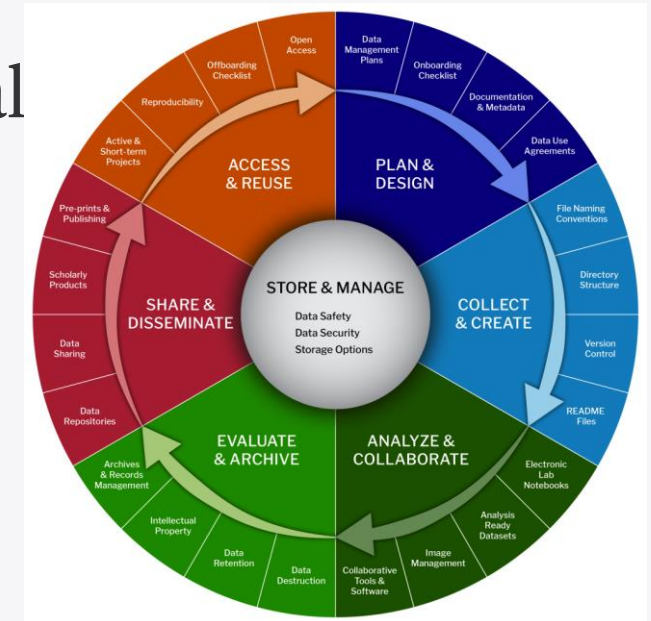 al
Open
Access
Data
Management
Plans
Onboarding
Checklist
Documentation
& Metadata
Data Use
Agreements
PLAN &
DESIGN
File Naming
Conventions
Directory
Structure
Version
Control
README
Files
COLLECT
& CREATE
Electronic
Lab
Notebooks
Analysis
Ready
Datasets
Image
Management
Collaborative
Tools &
Software
ANALYZE &
COLLABORATE
Data
Destruction
Data
Retention
Intellectual
Property
Archives
& Records
Management
EVALUATE
& ARCHIVE
Data
Repositories
Data
Sharing
Scholarly
Products
Pre-prints &
Publishing
SHARE &
DISSEMINATE
Active &
Short-term
Projects
Reproducibility
Offboarding
Checklist
ACCESS
& REUSE
STORE & MANAGE
Data Safety
Data Security
Storage Options